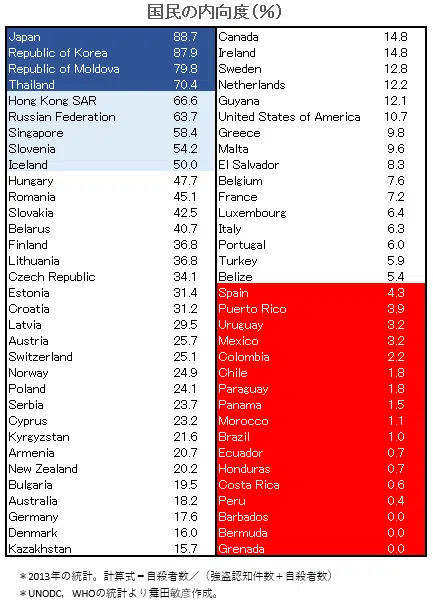 国民の内向度(%)
Japan 88.7
Republic of Korea 87.9
Republic of Moldova 79.8
Thailand 70.4
Hong Kong SAR 66.6
Russian Federation 63.7
Singapore 58.4
Slovenia 54.2
Iceland 50.0
Hungary 47.7
Romania 45.1
Slovakia 42.5
Belarus 40.7
Finland 36.8
Lithuania 36.8
Czech Republic 34.1
Estonia 31.4
Croatia 31.2
Latvia 29.5
Austria 25.7
Switzerland 25.1
Norway 24.9
Poland 24.1
Serbia 23.7
Cyprus 23.2
Kyrgyzstan 21.6
Armenia 20.7
New Zealand 20.2
Bulgaria 19.5
Australia 18.2
Germany 17.6
Denmark 16.0
Kazakhstan 15.7
Canada 14.8
Ireland 14.8
Sweden 12.8
Netherlands 12.2
Guyana 12.1
United States of America 10.7
Greece 9.8
Malta 9.6
El Salvador 8.3
Belgium 7.6
France 7.2
Luxembourg 6.4
Italy 6.3
Portugal 6.0
Turkey 5.9
Belize 5.4
Spain 4.3
Puerto Rico 3.9
Uruguay 3.2
Mexico 3.2
Colombia 2.2
Chile 1.8
Paraguay 1.8
Panama 1.5
Morocco 1.1
Brazil 1.0
Ecuador 0.7
Honduras 0.7
Costa Rica 0.6
Peru 0.4
Barbados 0.0
Bermuda 0.0
Grenada 0.0
*2013年の統計。計算式=自殺者数/(強盗認知件数+自殺者数)
*UNODC，WHOの統計より舞田敏彦作成。